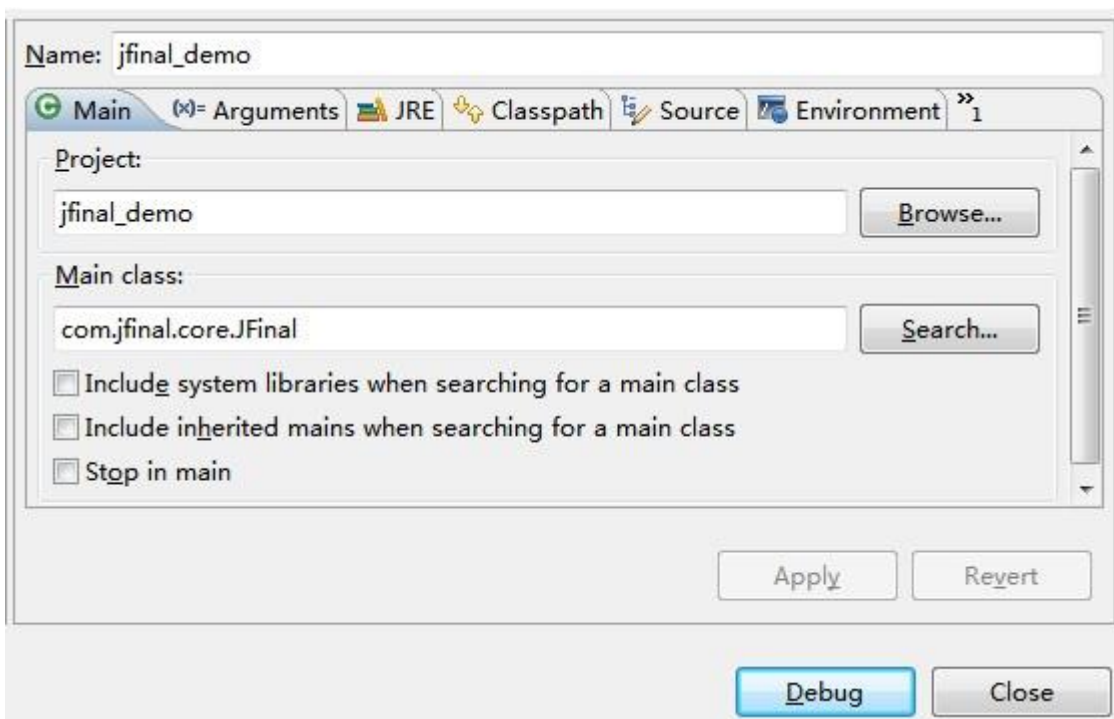 Name: jfinal_demo
Main (x)= Arguments JRE Classpath Source Environment »1
Project:
jfinal_demo Browse...
Main class:
com.jfinal.core.JFinal Search...
Include system libraries when searching for a main class
Include inherited mains when searching for a main class
Stop in main
Apply Revert
Debug Close